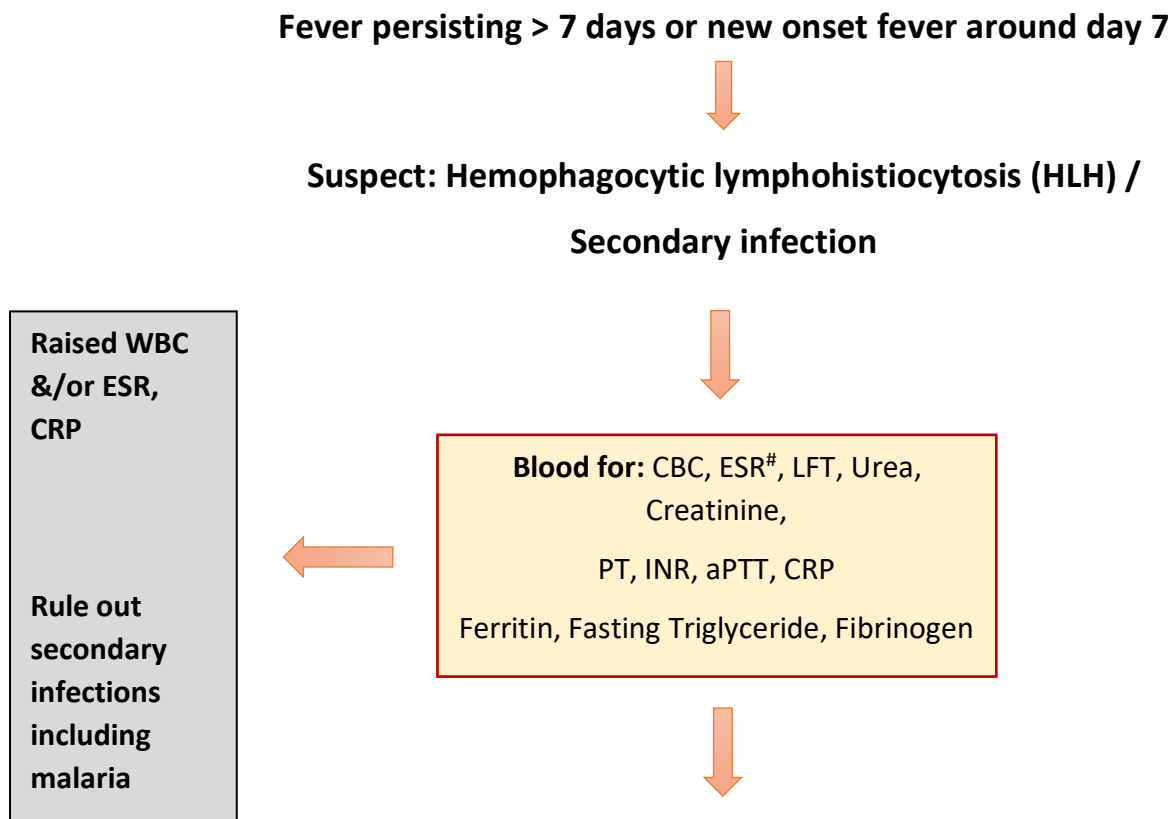 Fever persisting > 7 days or new onset fever around day 7
Suspect: Hemophagocytic lymphohistiocytosis (HLH) /
Secondary infection
Raised WBC
&/or ESR,
CRP
Rule out
secondary
infections
including
malaria
Blood for: CBC, ESR#, LFT, Urea,
Creatinine,
PT, INR, aPTT, CRP
Ferritin, Fasting Triglyceride, Fibrinogen